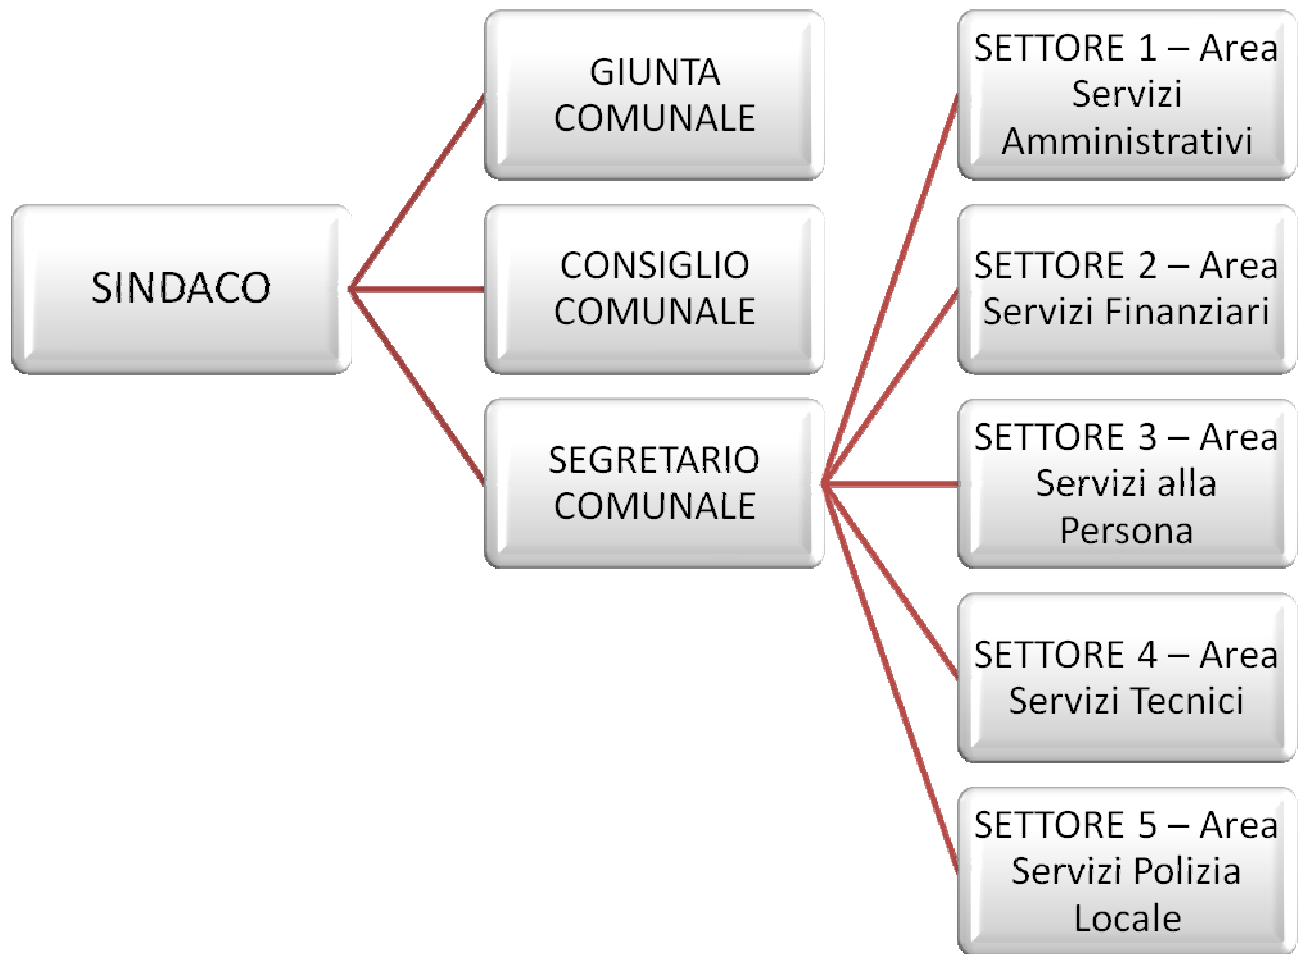 SINDACO
GIUNTA
COMUNALE
CONSIGLIO
COMUNALE
SEGRETARIO
COMUNALE
SETTORE 1 – Area
Servizi
Amministrativi
SETTORE 2 – Area
Servizi Finanziari
SETTORE 3 – Area
Servizi alla
Persona
SETTORE 4 – Area
Servizi Tecnici
SETTORE 5 – Area
Servizi Polizia
Locale